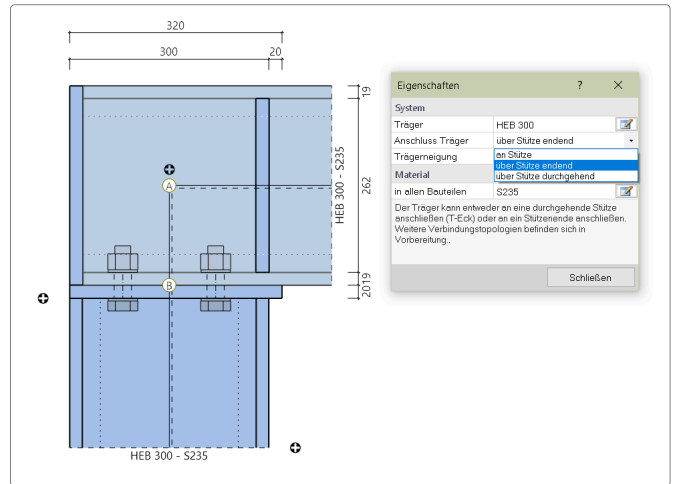 320
300
20
19
262
2019
HEB 300 - S235
A
B
HEB 300 - S235
Eigenschaften ?
System
Träger HEB 300
Anschluss Träger über Stütze endend
Trägerneigung an Stütze
über Stütze endend
Material über Stütze durchgehend
in allen Bauteilen S235
Der Träger kann entweder an eine durchgehende Stütze
anschließen (T-Eck) oder an ein Stützenende anschließen.
Weitere Verbindungstopologien befinden sich in
Vorbereitung..
Schließen